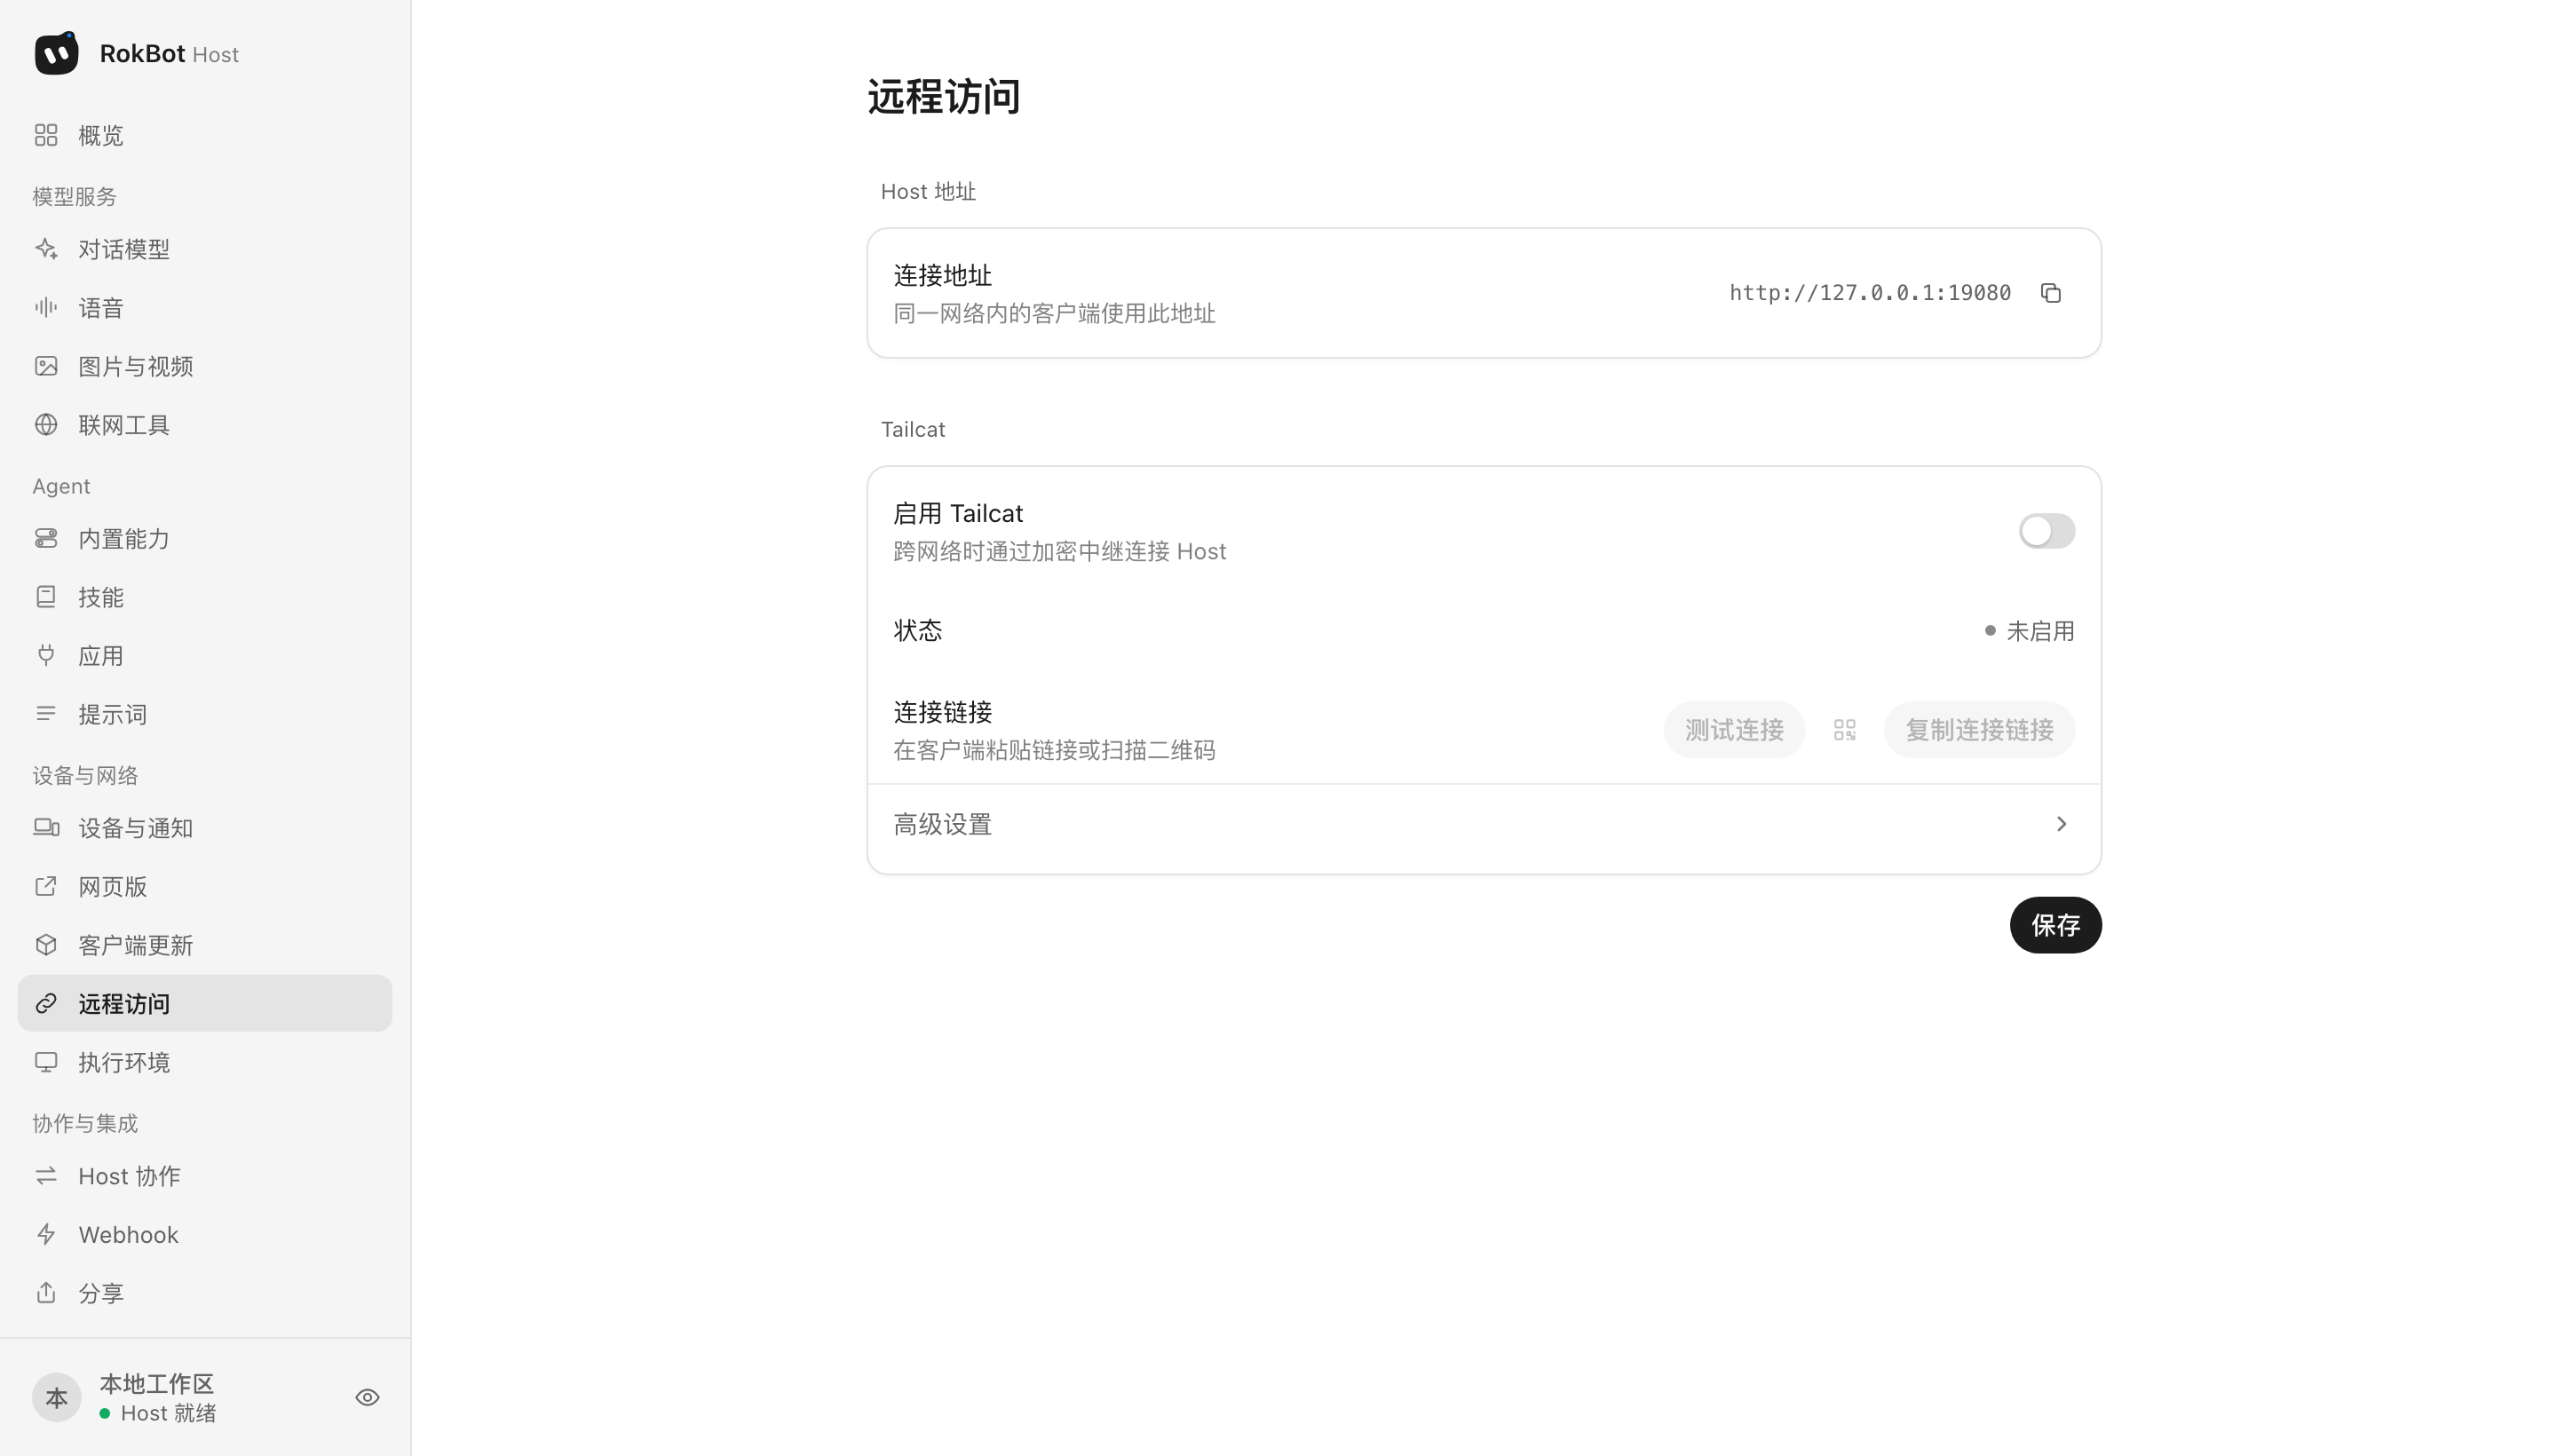 RokBot Host
概览
模型服务
对话模型
语音
图片与视频
联网工具
Agent
内置能力
技能
应用
提示词
设备与网络
设备与通知
网页版
客户端更新
远程访问
执行环境
协作与集成
Host 协作
Webhook
分享
本
本地工作区
Host 就绪
远程访问
Host 地址
连接地址
同一网络内的客户端使用此地址
http://127.0.0.1:19080
Tailcat
启用 Tailcat
跨网络时通过加密中继连接 Host
状态
未启用
连接链接
在客户端粘贴链接或扫描二维码
测试连接
复制连接链接
高级设置
保存